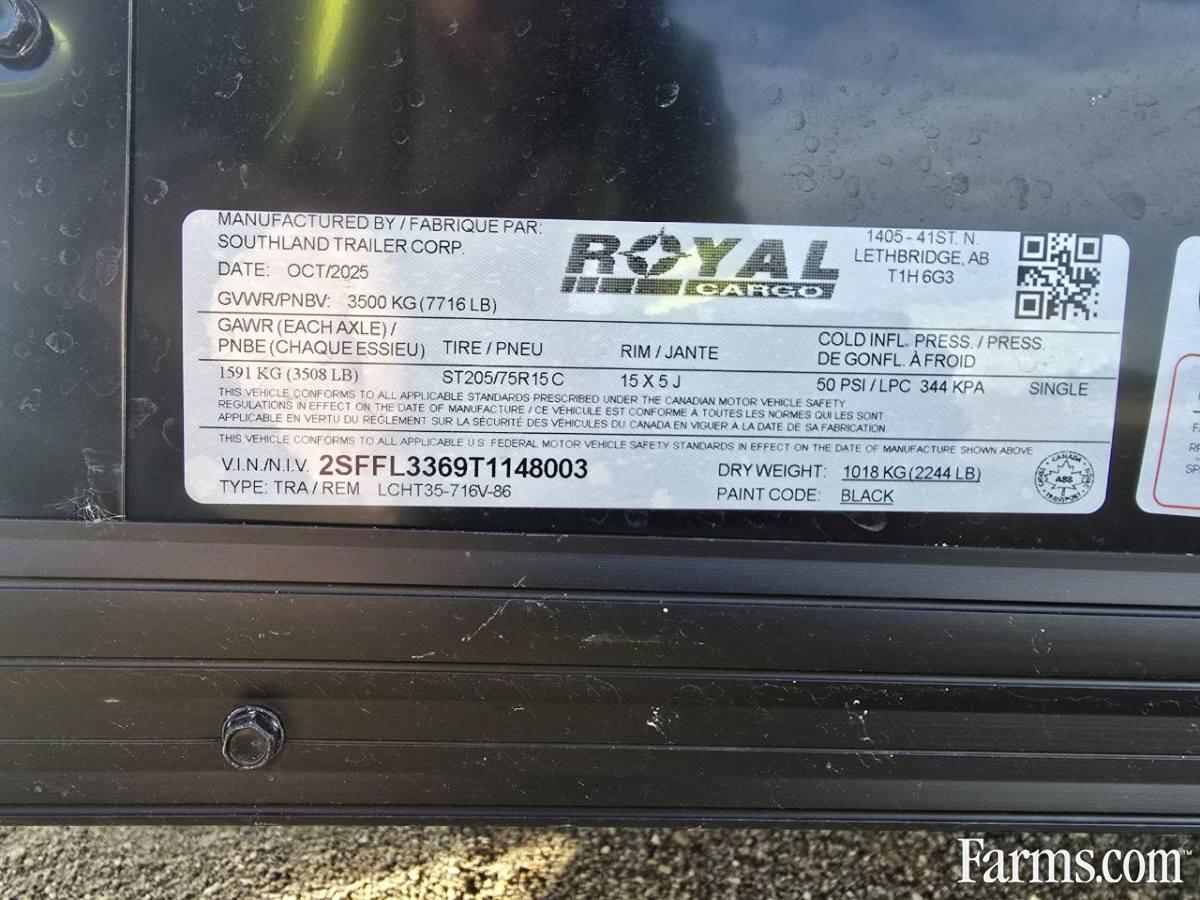 MANUFACTURED BY / FABRIQUE PAR:
SOUTHLAND TRAILER CORP.
DATE: OCT/2025
GVWR/PNBV: 3500 KG (7716 LB)
ROYAL
CARGO
1405 - 41ST. N.
LETHBRIDGE, AB
T1H 6G3
GAWR (EACH AXLE) /
PNBE (CHAQUE ESSIEU) TIRE / PNEU RIM / JANTE COLD INFL. PRESS. / PRESS.
DE GONFL. À FROID
1591 KG (3508 LB) ST205/75R15 C 15 X 5 J 50 PSI / LPC 344 KPA SINGLE
THIS VEHICLE CONFORMS TO ALL APPLICABLE STANDARDS PRESCRIBED UNDER THE CANADIAN MOTOR VEHICLE SAFETY
REGULATIONS IN EFFECT ON THE DATE OF MANUFACTURE / CE VÉHICULE EST CONFORME À TOUTES LES NORMES QUI LES SONT
APPLICABLE EN VERTU DU RÈGLEMENT SUR LA SÉCURITÉ DES VÉHICULES DU CANADA EN VIGUER À LA DATE DE SA FABRICATION
THIS VEHICLE CONFORMS TO ALL APPLICABLE U.S. FEDERAL MOTOR VEHICLE SAFETY STANDARDS IN EFFECT ON THE DATE OF MANUFACTURE SHOWN ABOVE
V.I.N./N.I.V. 2SFFL3369T1148003 DRY WEIGHT: 1018 KG (2244 LB)
TYPE: TRA / REM LCHT35-716V-86 PAINT CODE: BLACK
CANADA
TRANSPORT
Farms.com™